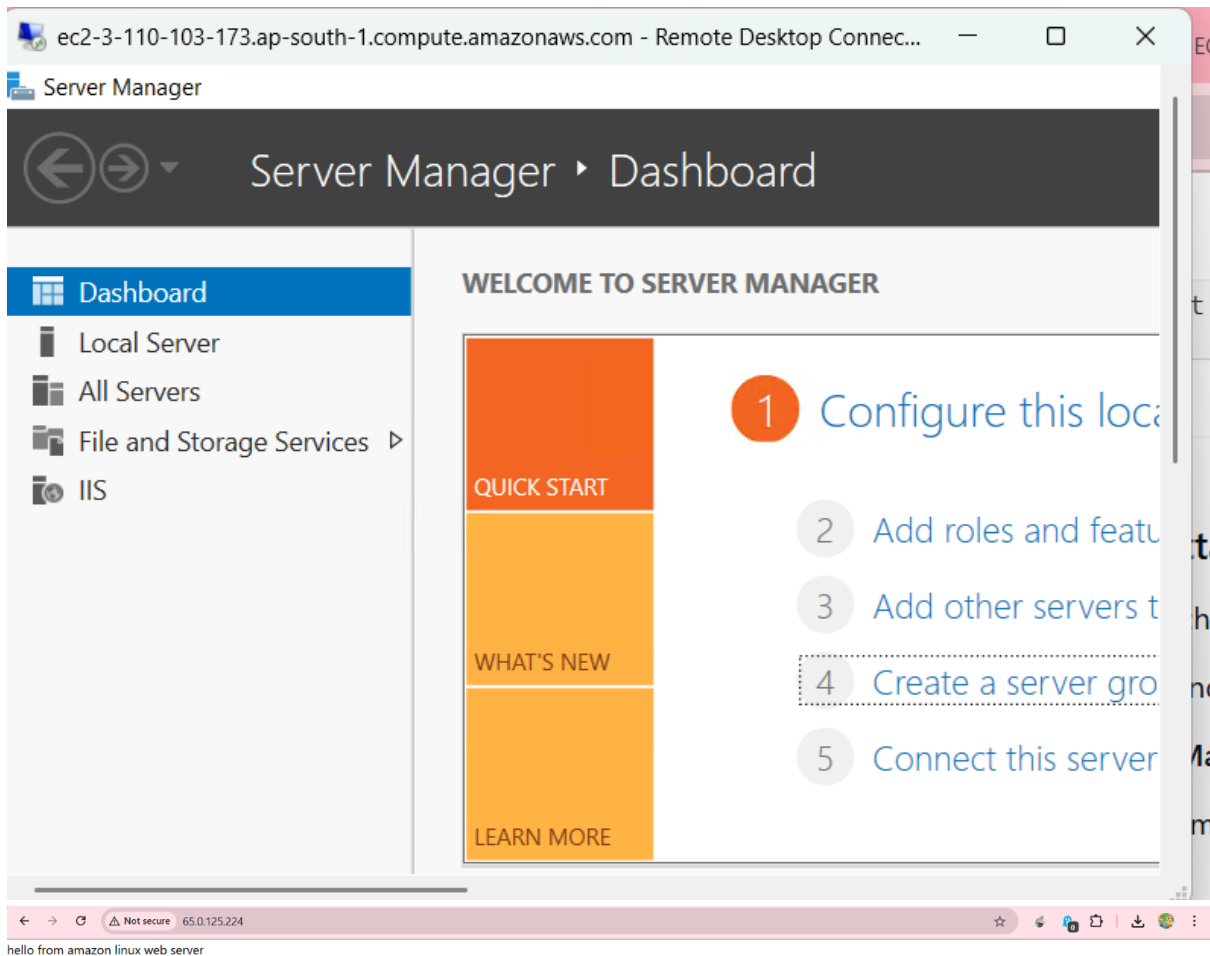 ec2-3-110-103-173.ap-south-1.compute.amazonaws.com - Remote Desktop Connec...
Server Manager
Server Manager ‣ Dashboard
Dashboard
Local Server
All Servers
File and Storage Services
IIS
WELCOME TO SERVER MANAGER
QUICK START
WHAT'S NEW
LEARN MORE
1 Configure this loca
2 Add roles and featu
3 Add other servers t
4 Create a server gro
5 Connect this server
Not secure 65.0.125.224
0
hello from amazon linux web server